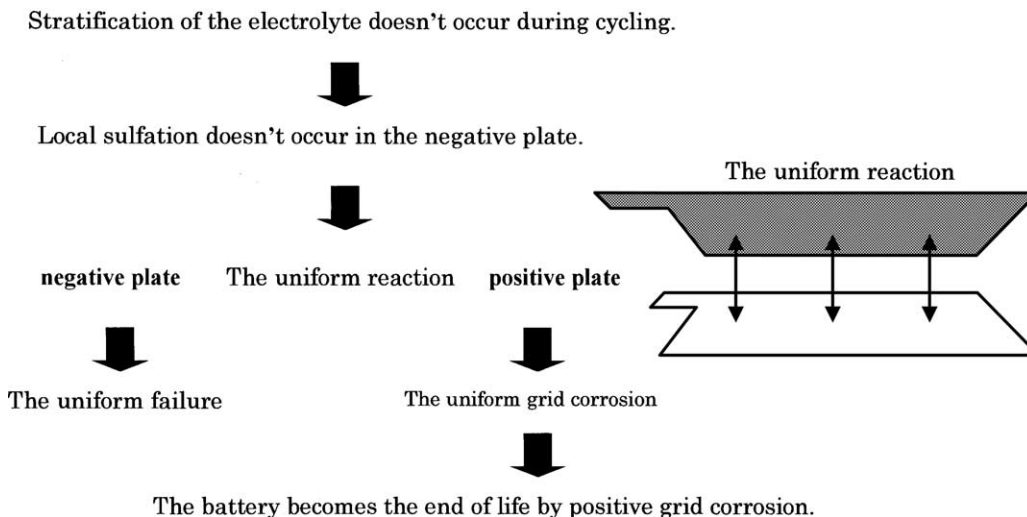 Stratification of the electrolyte doesn't occur during cycling.
Local sulfation doesn't occur in the negative plate.
The uniform reaction
negative plate
The uniform reaction
positive plate
The uniform failure
The uniform grid corrosion
The battery becomes the end of life by positive grid corrosion.